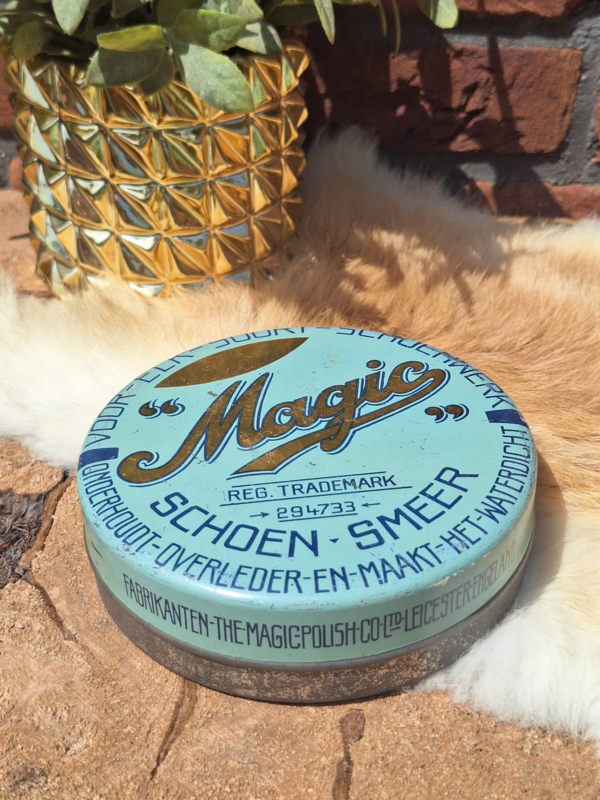 VOOR·ELK·SOORT·SCHOENWERK
“Magic”
REG. TRADEMARK
→294733←
SCHOEN·SMEER
ONDERHOUDT·OVERLEDER-EN-MAAKT·HET·WATERDICHT
FABRIKANTEN·THE·MAGIC POLISH·CO·LTD·LEICESTER·ENGELAND